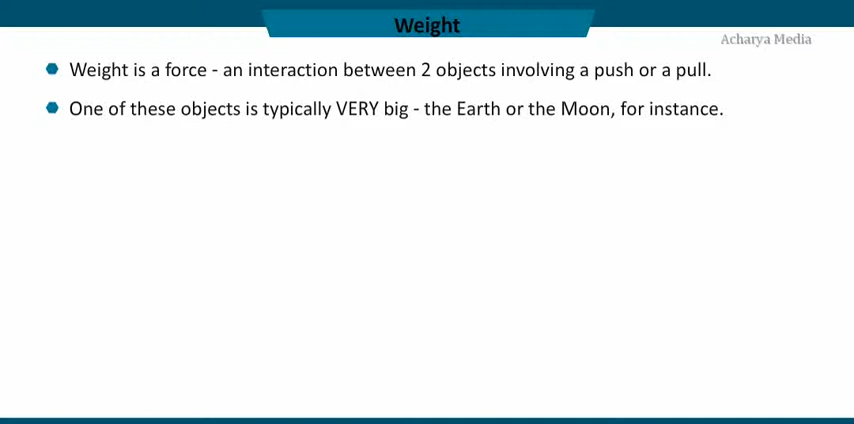 Weight
Acharya Media
Weight is a force - an interaction between 2 objects involving a push or a pull.
One of these objects is typically VERY big - the Earth or the Moon, for instance.